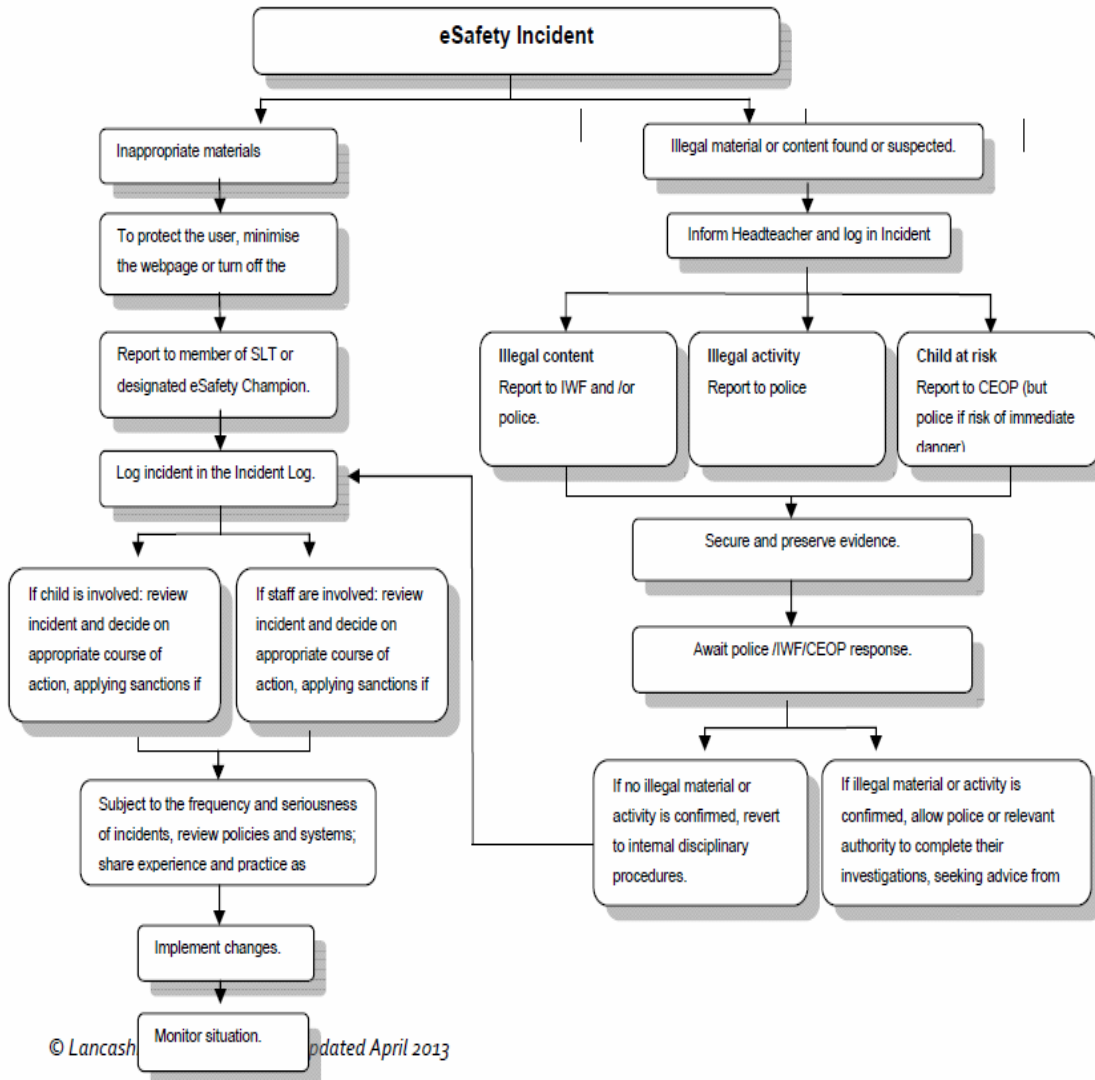 eSafety Incident
Inappropriate materials
To protect the user, minimise
the webpage or turn off the
Report to member of SLT or
designated eSafety Champion.
Log incident in the Incident Log.
If child is involved: review
incident and decide on
appropriate course of
action, applying sanctions if
If staff are involved: review
incident and decide on
appropriate course of
action, applying sanctions if
Subject to the frequency and seriousness
of incidents, review policies and systems;
share experience and practice as
Implement changes.
Monitor situation.
Illegal material or content found or suspected.
Inform Headteacher and log in Incident
Illegal content
Report to IWF and /or
police.
Illegal activity
Report to police
Child at risk
Report to CEOP (but
police if risk of immediate
danger)
Secure and preserve evidence.
Await police /IWF/CEOP response.
If no illegal material or
activity is confirmed, revert
to internal disciplinary
procedures.
If illegal material or activity is
confirmed, allow police or relevant
authority to complete their
investigations, seeking advice from
© Lancash pdated April 2013